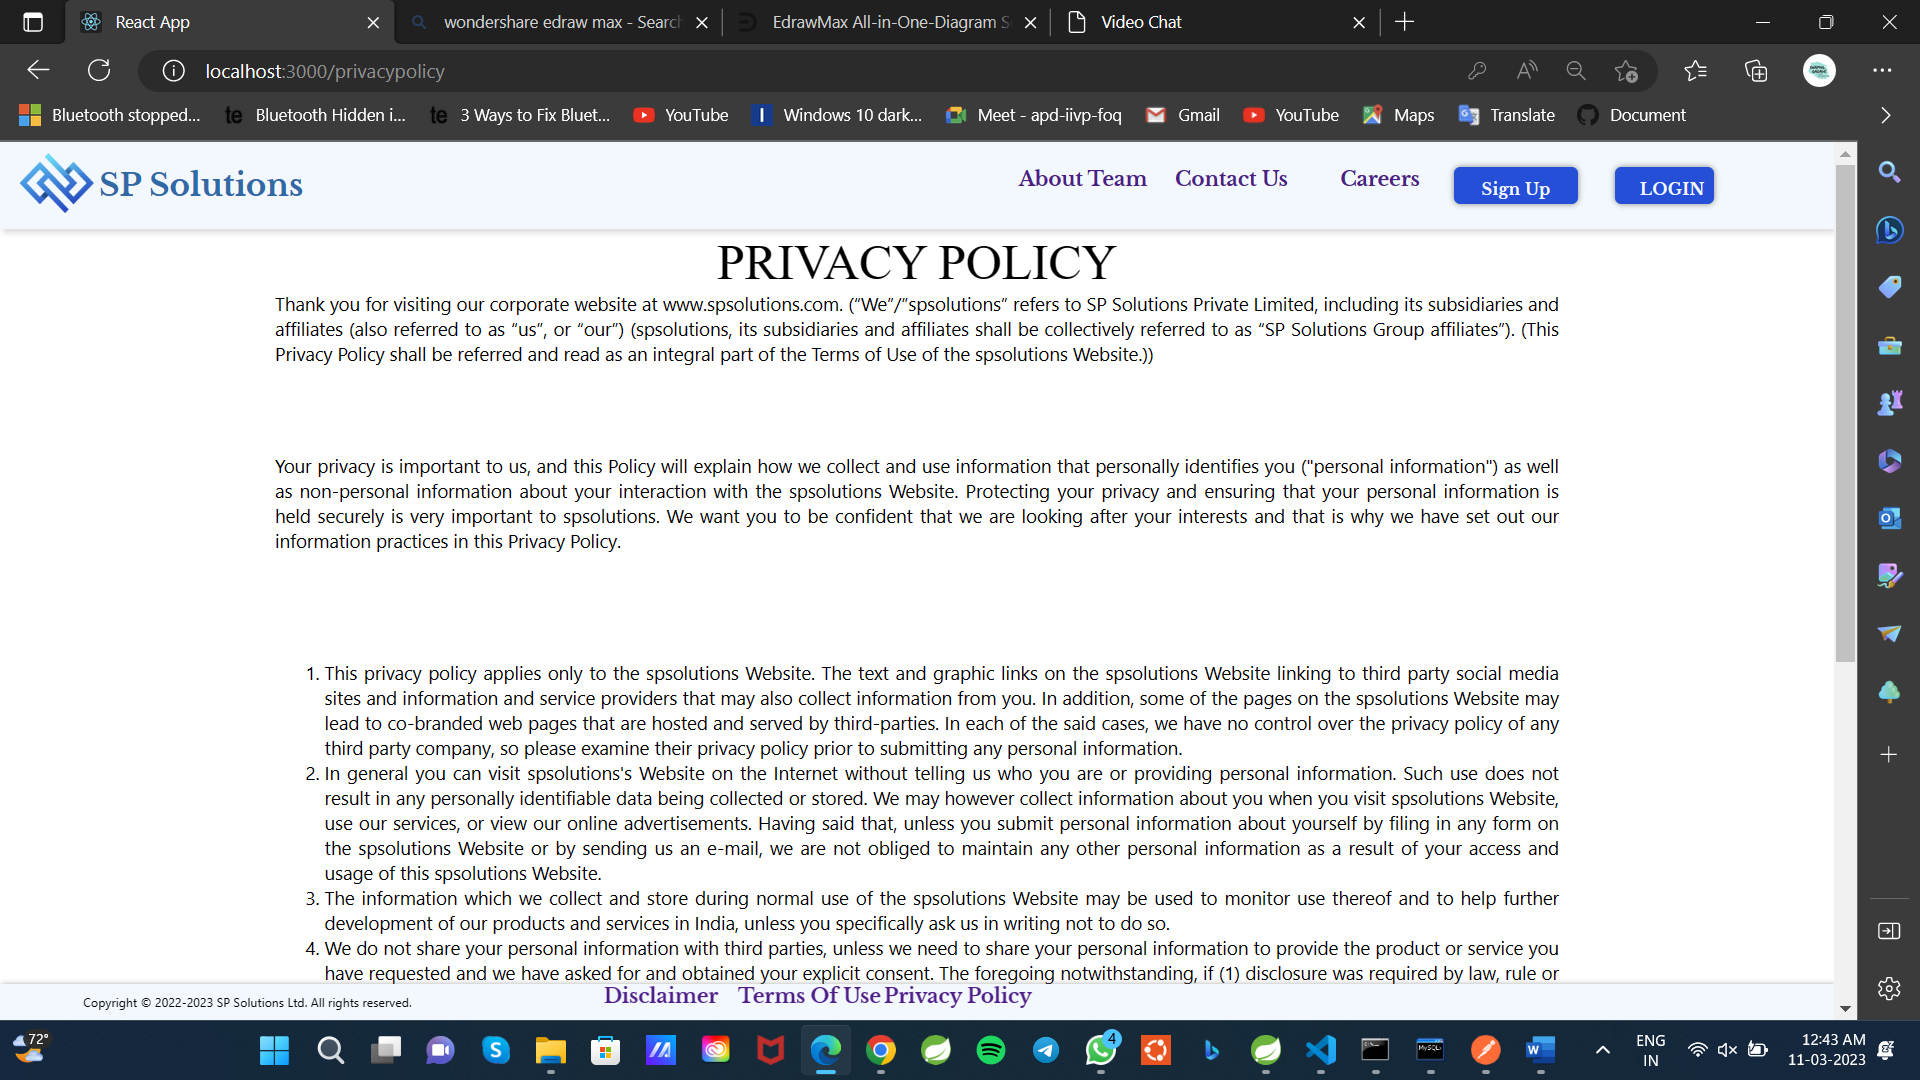 React App
wondershare edraw max - Search
EdrawMax All-in-One-Diagram S
Video Chat
localhost:3000/privacypolicy
Bluetooth stopped...
te Bluetooth Hidden i...
te 3 Ways to Fix Bluet...
YouTube
Windows 10 dark...
Meet - apd-iivp-foq
Gmail
YouTube
Maps
Translate
Document
SP Solutions
About Team
Contact Us
Careers
Sign Up
LOGIN
PRIVACY POLICY
Thank you for visiting our corporate website at www.spsolutions.com. (“We”/”spsolutions” refers to SP Solutions Private Limited, including its subsidiaries and
affiliates (also referred to as “us”, or “our”) (spsolutions, its subsidiaries and affiliates shall be collectively referred to as “SP Solutions Group affiliates”). (This
Privacy Policy shall be referred and read as an integral part of the Terms of Use of the spsolutions Website.))
Your privacy is important to us, and this Policy will explain how we collect and use information that personally identifies you ("personal information") as well
as non-personal information about your interaction with the spsolutions Website. Protecting your privacy and ensuring that your personal information is
held securely is very important to spsolutions. We want you to be confident that we are looking after your interests and that is why we have set out our
information practices in this Privacy Policy.
1. This privacy policy applies only to the spsolutions Website. The text and graphic links on the spsolutions Website linking to third party social media
sites and information and service providers that may also collect information from you. In addition, some of the pages on the spsolutions Website may
lead to co-branded web pages that are hosted and served by third-parties. In each of the said cases, we have no control over the privacy policy of any
third party company, so please examine their privacy policy prior to submitting any personal information.
2. In general you can visit spsolutions's Website on the Internet without telling us who you are or providing personal information. Such use does not
result in any personally identifiable data being collected or stored. We may however collect information about you when you visit spsolutions Website,
use our services, or view our online advertisements. Having said that, unless you submit personal information about yourself by filing in any form on
the spsolutions Website or by sending us an e-mail, we are not obliged to maintain any other personal information as a result of your access and
usage of this spsolutions Website.
3. The information which we collect and store during normal use of the spsolutions Website may be used to monitor use thereof and to help further
development of our products and services in India, unless you specifically ask us in writing not to do so.
4. We do not share your personal information with third parties, unless we need to share your personal information to provide the product or service you
have requested and we have asked for and obtained your explicit consent. The foregoing notwithstanding, if (1) disclosure was required by law, rule or
Copyright © 2022-2023 SP Solutions Ltd. All rights reserved.
Disclaimer
Terms Of Use
Privacy Policy
72°
4
ENG
IN
12:43 AM
11-03-2023